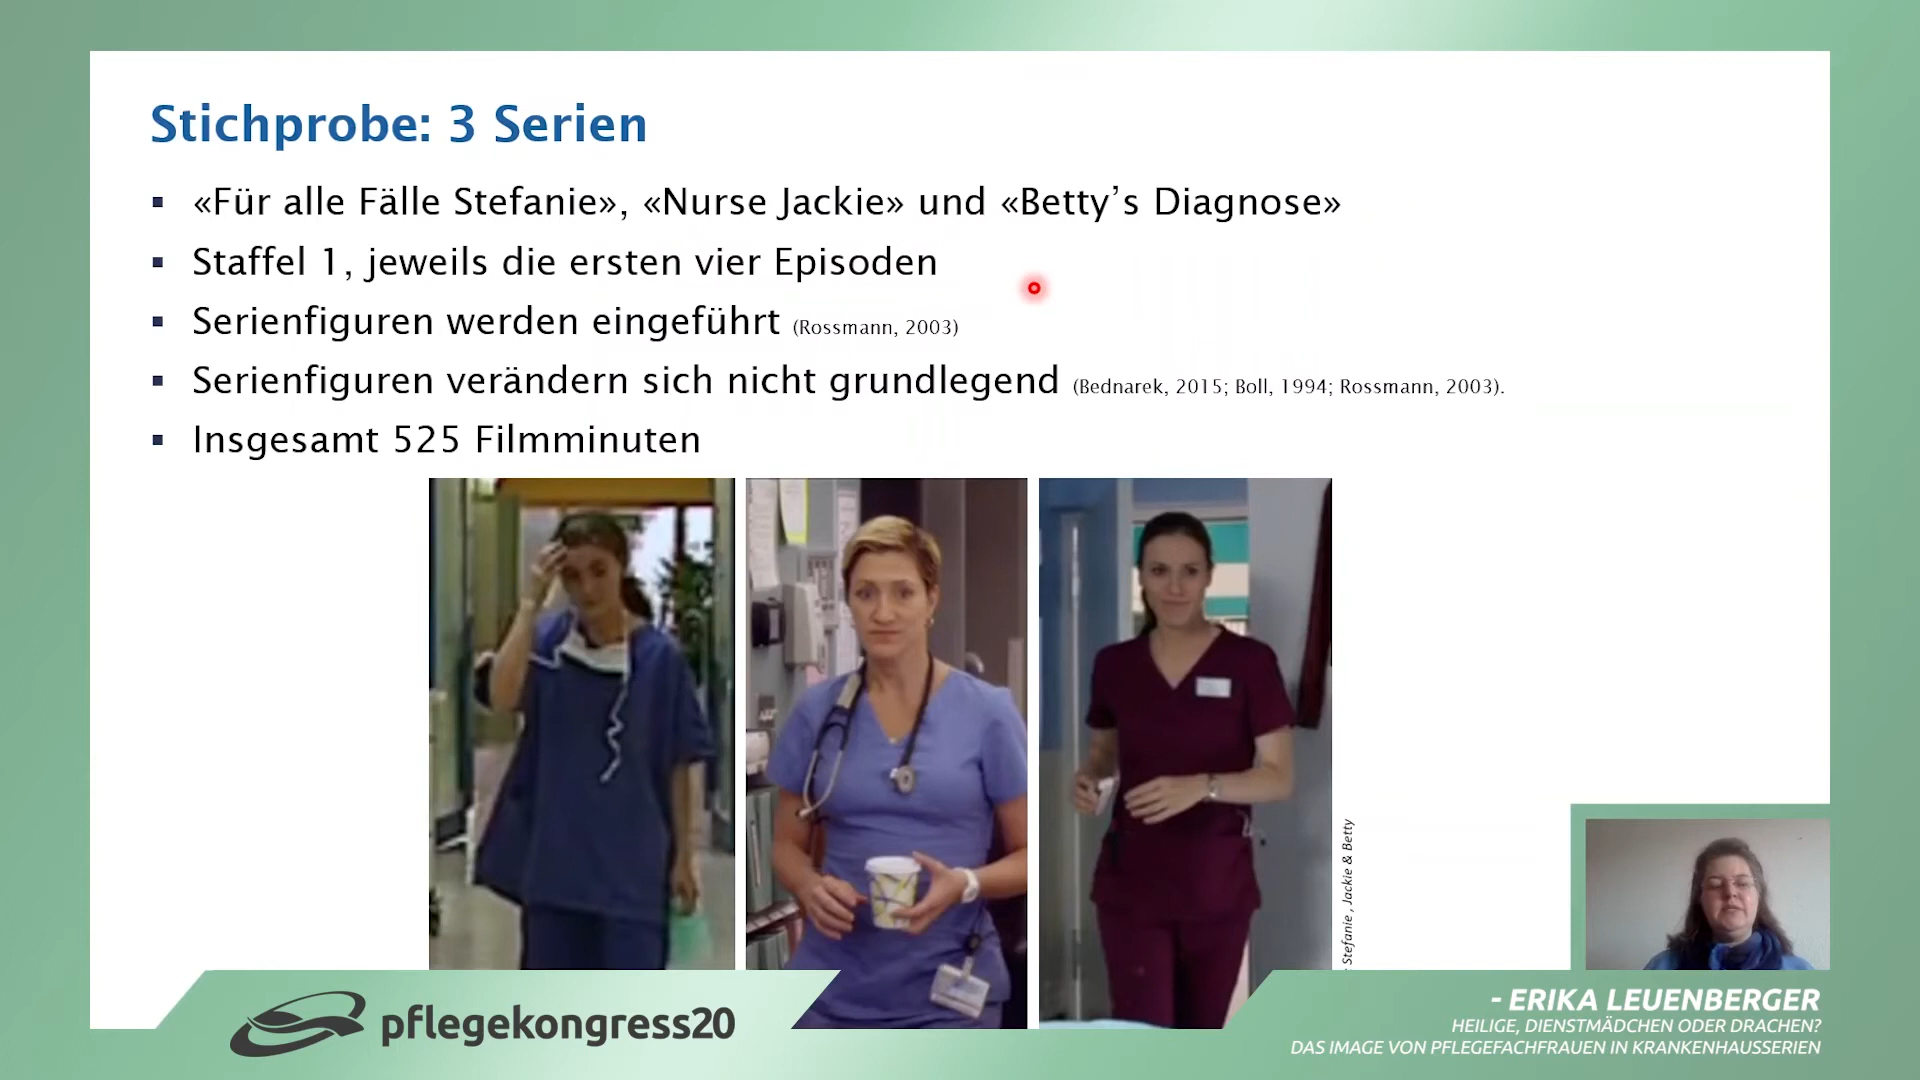 Stichprobe: 3 Serien
▪ «Für alle Fälle Stefanie», «Nurse Jackie» und «Betty’s Diagnose»
▪ Staffel 1, jeweils die ersten vier Episoden
▪ Serienfiguren werden eingeführt (Rossmann, 2003)
▪ Serienfiguren verändern sich nicht grundlegend (Bednarek, 2015; Boll, 1994; Rossmann, 2003).
▪ Insgesamt 525 Filmminuten
Stefanie , Jackie & Betty
pflegekongress20
- ERIKA LEUENBERGER
HEILIGE, DIENSTMÄDCHEN ODER DRACHEN?
DAS IMAGE VON PFLEGEFACHFRAUEN IN KRANKENHAUSSERIEN